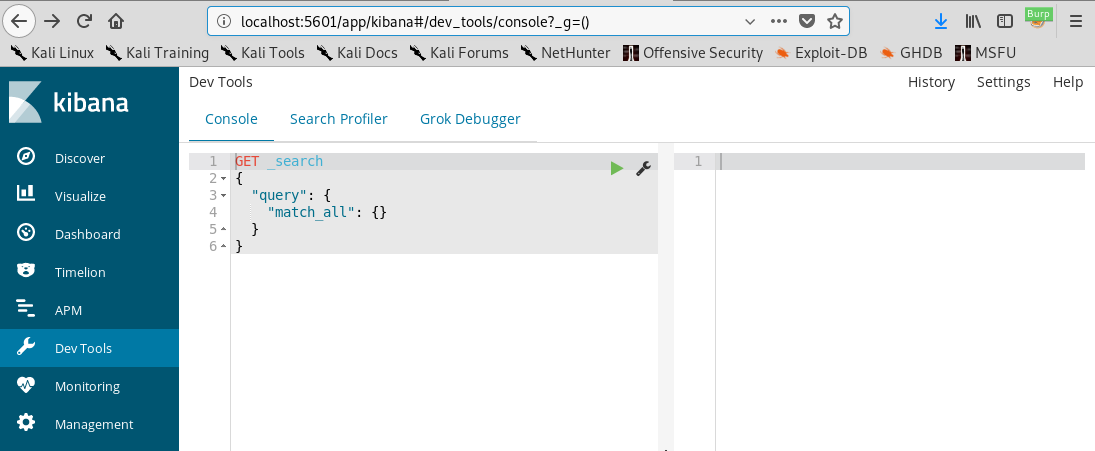 localhost:5601/app/kibana#/dev_tools/console?_g=()
Burp
Kali Linux Kali Training Kali Tools Kali Docs Kali Forums NetHunter Offensive Security Exploit-DB GHDB MSFU
kibana
Discover
Visualize
Dashboard
Timelion
APM
Dev Tools
Monitoring
Management
Dev Tools History Settings Help
Console Search Profiler Grok Debugger
1 GET _search
2 {
3 "query": {
4 "match_all": {}
5 }
6 }
1